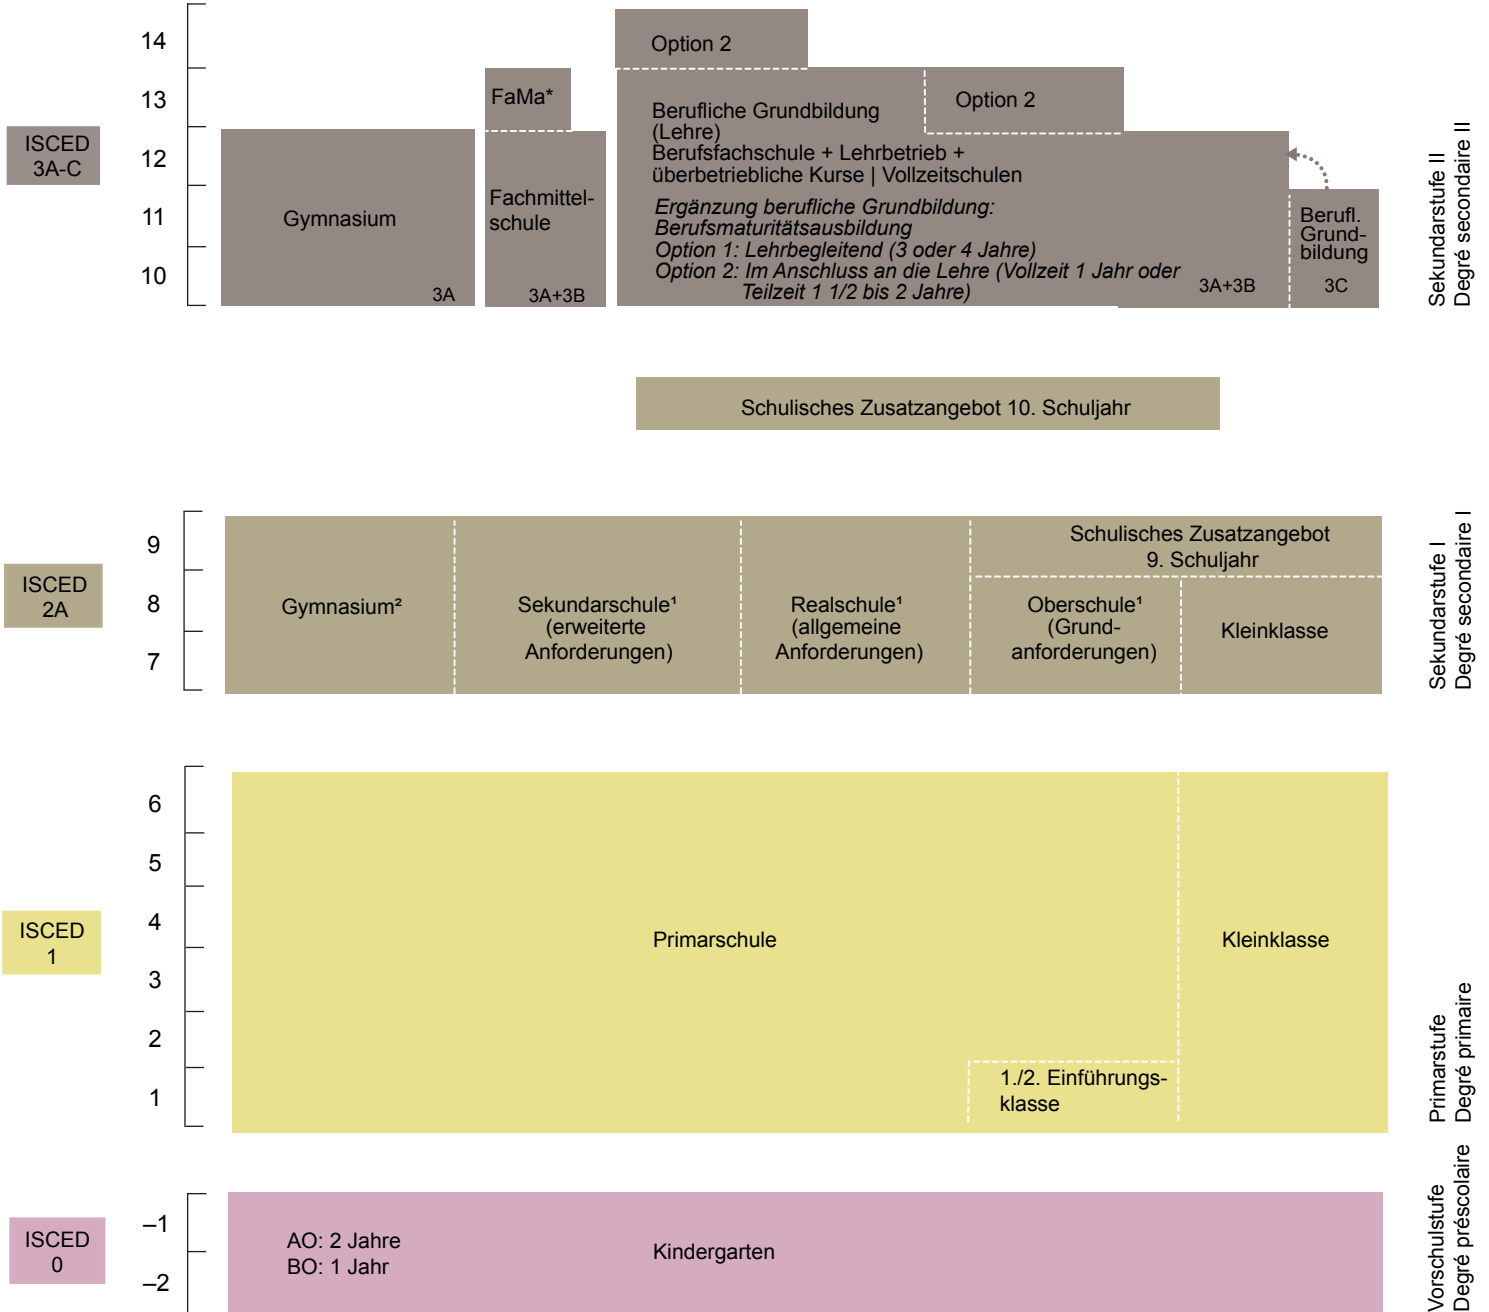 14
13
12
11
10
ISCED
3A-C
Option 2
FaMa*
Option 2
Gymnasium
3A
Fachmittel-
schule
3A+3B
Berufliche Grundbildung
(Lehre)
Berufsfachschule + Lehrbetrieb +
überbetriebliche Kurse | Vollzeitschulen
Ergänzung berufliche Grundbildung:
Berufsmaturitätsausbildung
Option 1: Lehrbegleitend (3 oder 4 Jahre)
Option 2: Im Anschluss an die Lehre (Vollzeit 1 Jahr oder
Teilzeit 1 1/2 bis 2 Jahre)
3A+3B
Berufl.
Grund-
bildung
3C
Sekundarstufe II
Degré secondaire II
Schulisches Zusatzangebot 10. Schuljahr
9
8
7
ISCED
2A
Gymnasium²
Sekundarschule¹
(erweiterte
Anforderungen)
Realschule¹
(allgemeine
Anforderungen)
Schulisches Zusatzangebot
9. Schuljahr
Oberschule¹
(Grund-
anforderungen)
Kleinklasse
Sekundarstufe I
Degré secondaire I
6
5
4
3
2
1
ISCED
1
Primarschule
Kleinklasse
1./2. Einführungs-
klasse
Primarstufe
Degré primaire
–1
–2
ISCED
0
AO: 2 Jahre
BO: 1 Jahr
Kindergarten
Vorschulstufe
Degré préscolaire